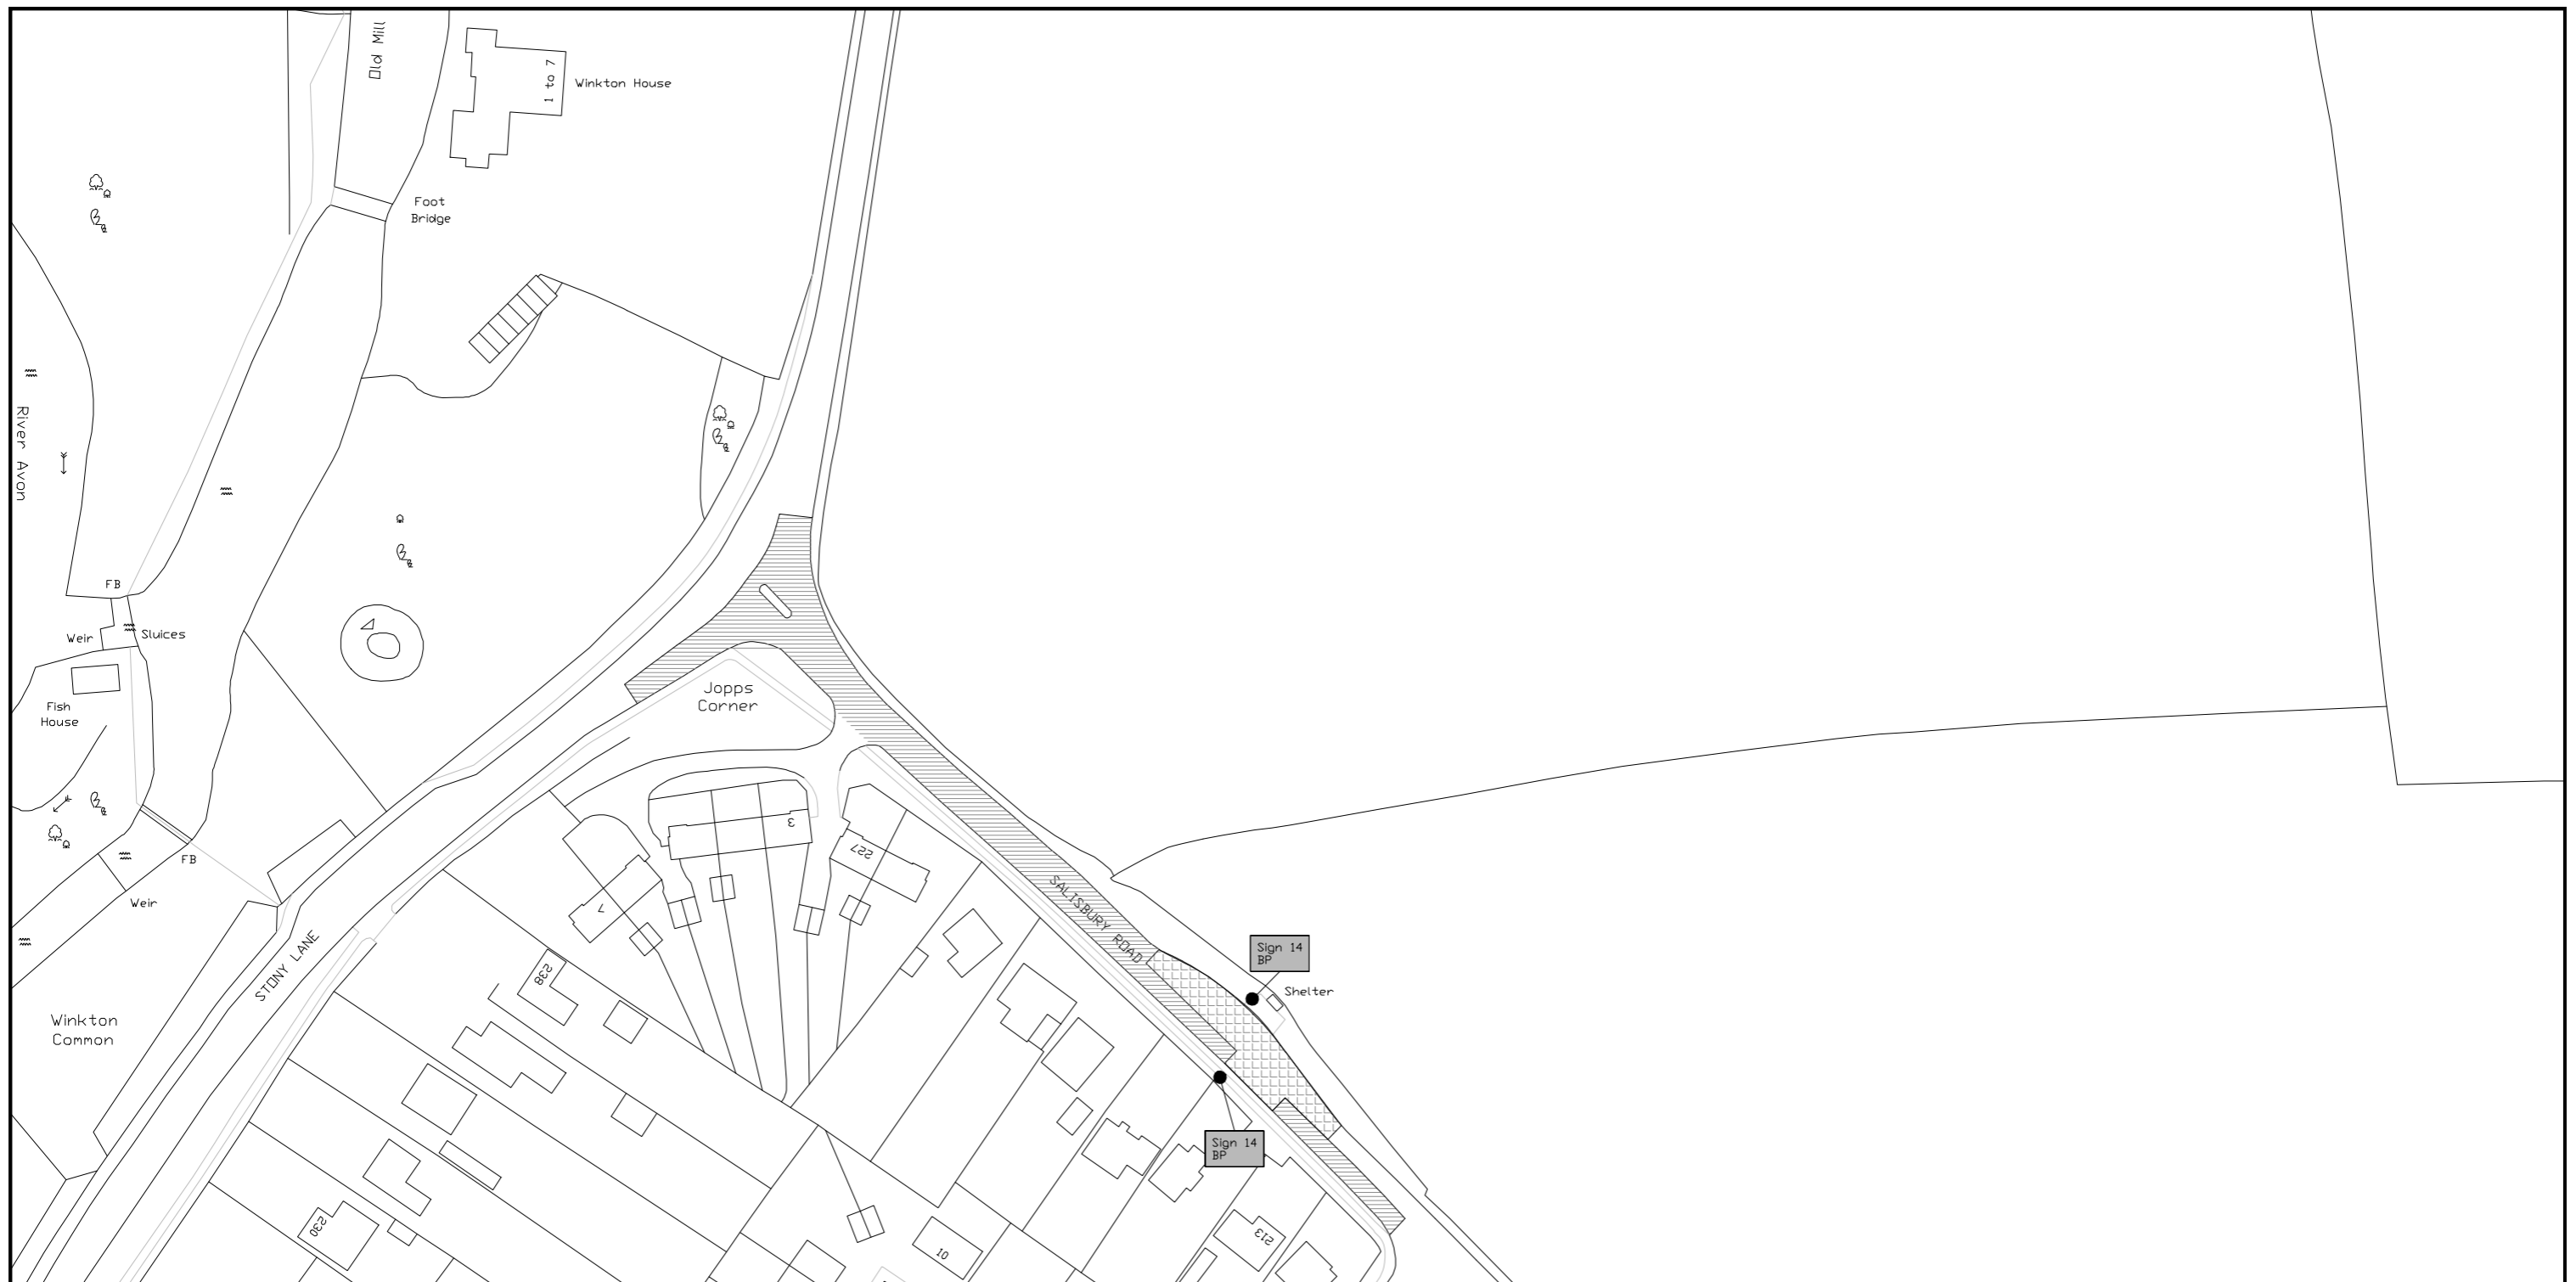 Old Mill
1 to 7
Winkton House
Foot
Bridge
River Avon
FB
Weir
Sluices
Fish
House
Jopps
Corner
3
227
7
FB
Weir
SALISBURY ROAD
STONY LANE
238
Sign 14
BP
Shelter
Winkton
Common
Sign 14
BP
230
10
213